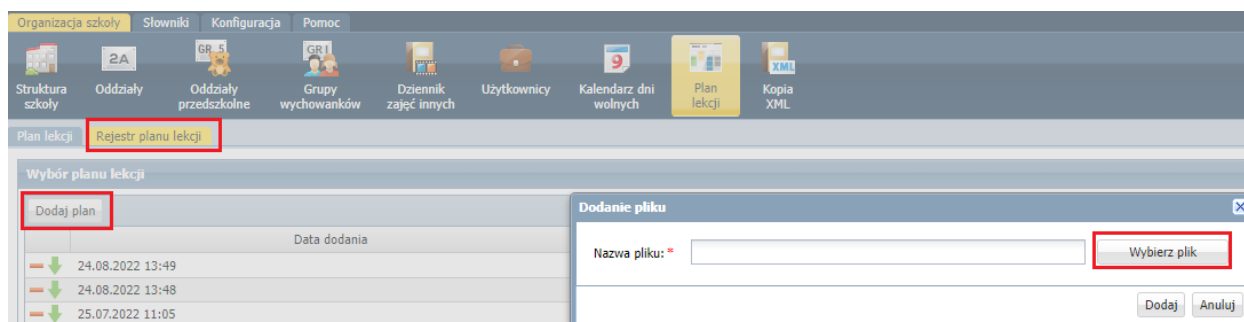 Organizacja szkoły Słowniki Konfiguracja Pomoc
2A GR 5 GR I 9 XML
Struktura szkoły Oddziały Oddziały przedszkolne Grupy wychowanków Dziennik zajęć innych Użytkownicy Kalendarz dni wolnych Plan lekcji Kopia XML
Plan lekcji Rejestr planu lekcji
Wybór planu lekcji
Dodaj plan
Data dodania
24.08.2022 13:49
24.08.2022 13:48
25.07.2022 11:05
Dodanie pliku
Nazwa pliku: * Wybierz plik
Dodaj Anuluj